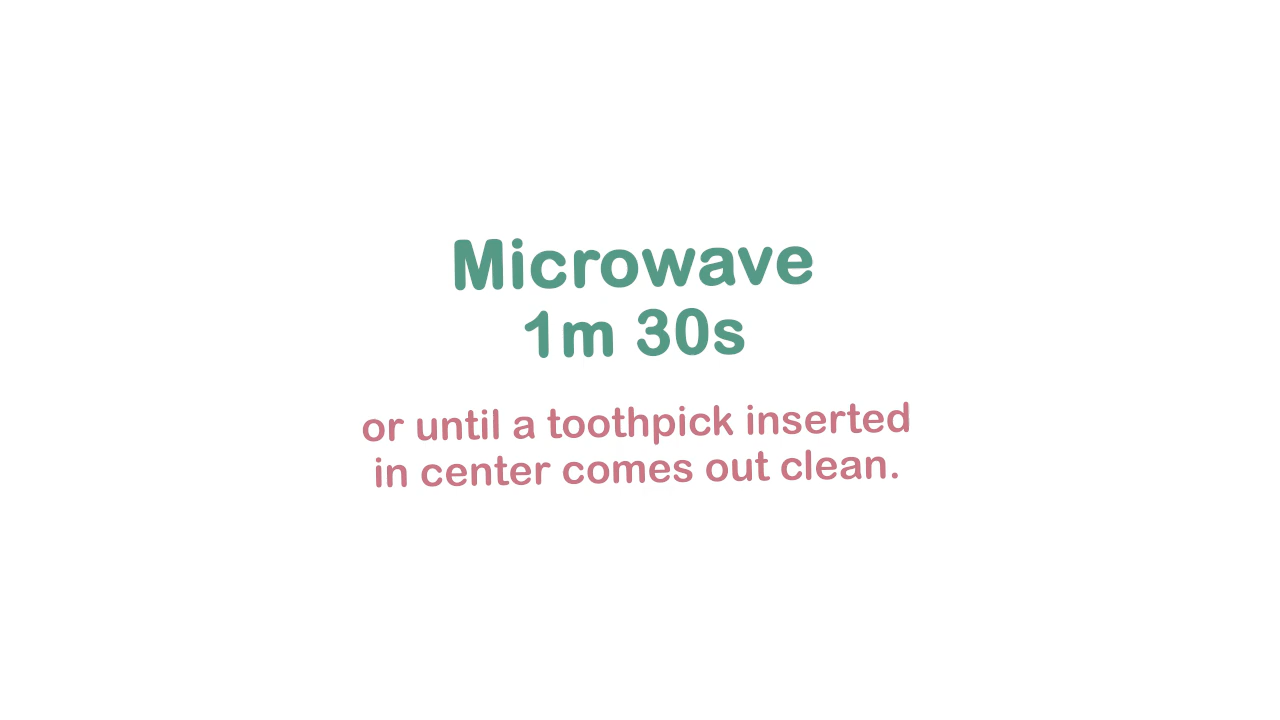 Microwave
1m 30s
or until a toothpick inserted
in center comes out clean.